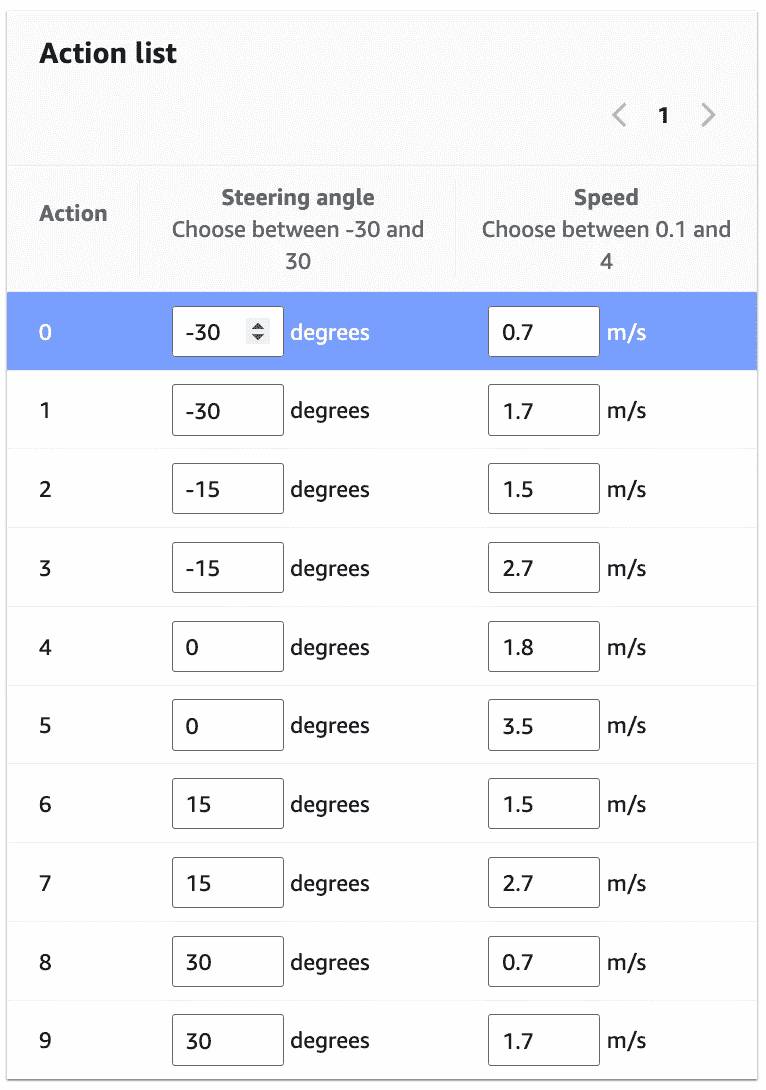 Action list
1
Action
Steering angle
Choose between -30 and
30
Speed
Choose between 0.1 and
4
0 -30 degrees 0.7 m/s
1 -30 degrees 1.7 m/s
2 -15 degrees 1.5 m/s
3 -15 degrees 2.7 m/s
4 0 degrees 1.8 m/s
5 0 degrees 3.5 m/s
6 15 degrees 1.5 m/s
7 15 degrees 2.7 m/s
8 30 degrees 0.7 m/s
9 30 degrees 1.7 m/s